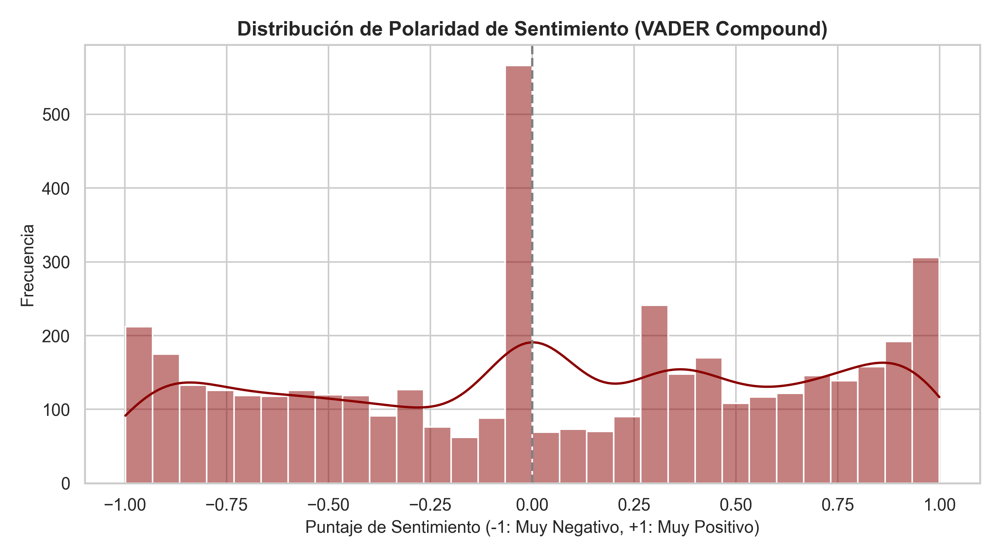 Distribución de Polaridad de Sentimiento (VADER Compound)
Frecuencia
500
400
300
200
100
0
−1.00 −0.75 −0.50 −0.25 0.00 0.25 0.50 0.75 1.00
Puntaje de Sentimiento (-1: Muy Negativo, +1: Muy Positivo)